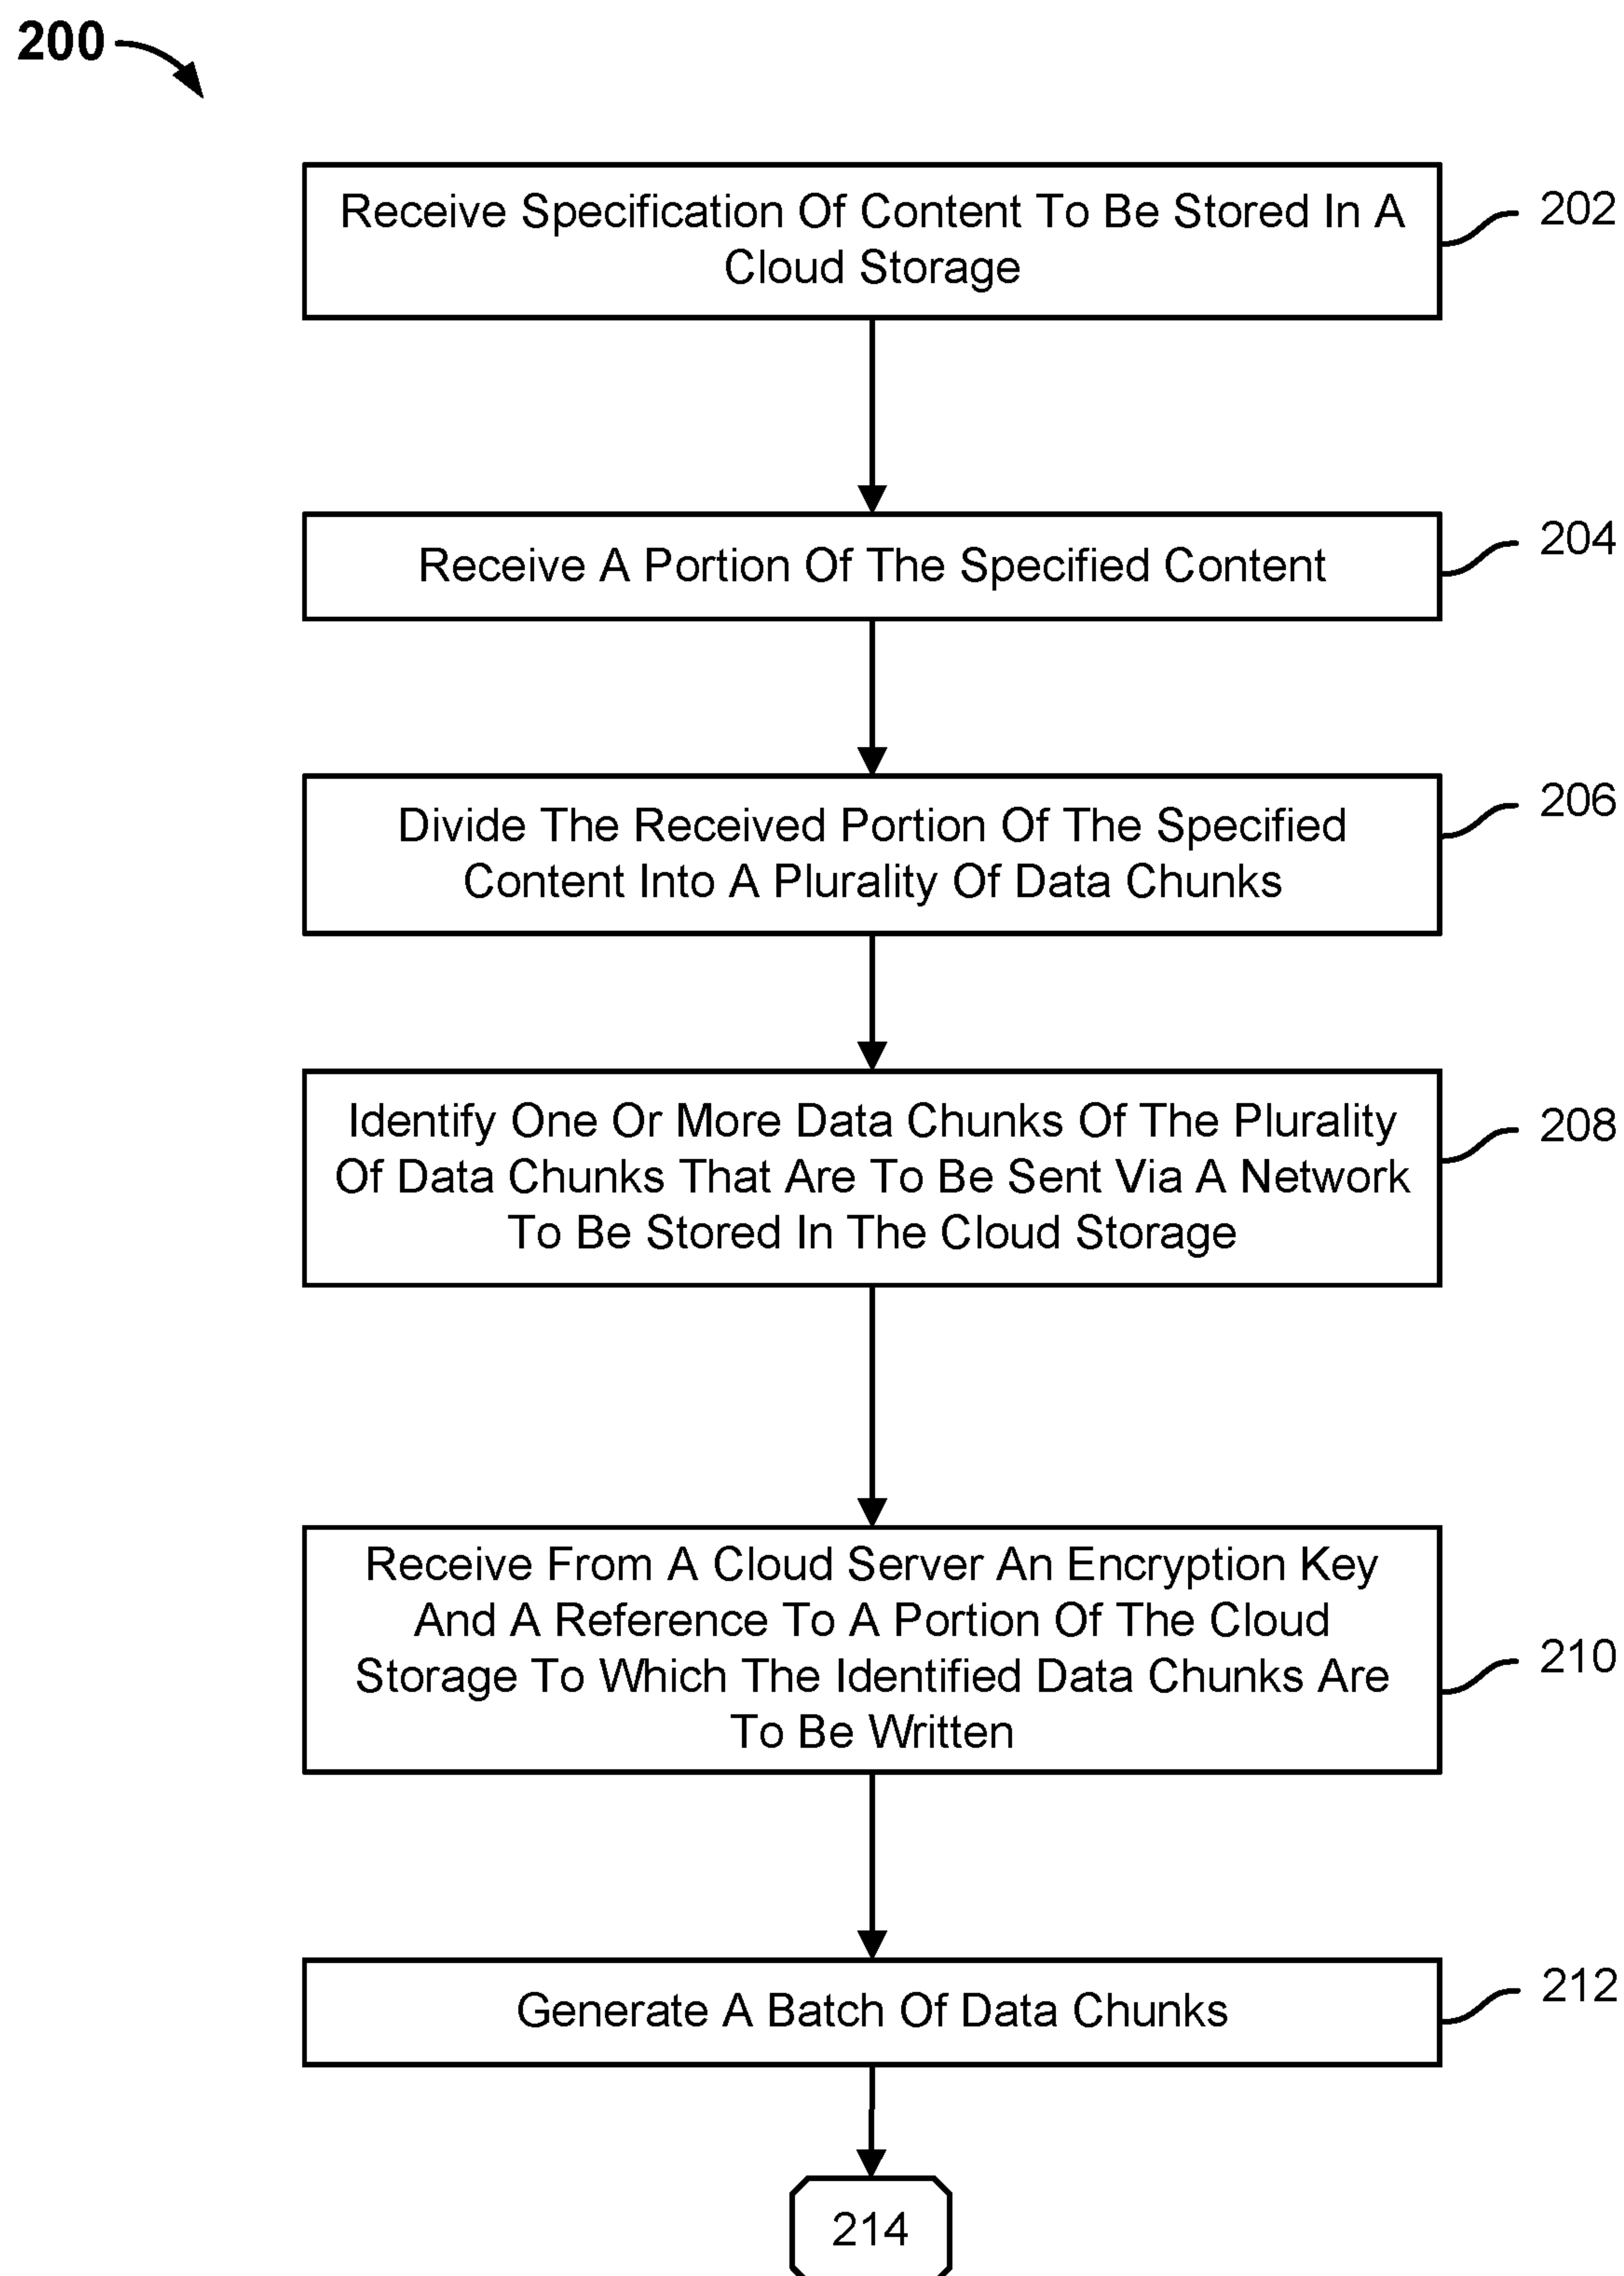 200
Receive Specification Of Content To Be Stored In A
Cloud Storage
202
Receive A Portion Of The Specified Content
204
Divide The Received Portion Of The Specified
Content Into A Plurality Of Data Chunks
206
Identify One Or More Data Chunks Of The Plurality
Of Data Chunks That Are To Be Sent Via A Network
To Be Stored In The Cloud Storage
208
Receive From A Cloud Server An Encryption Key
And A Reference To A Portion Of The Cloud
Storage To Which The Identified Data Chunks Are
To Be Written
210
Generate A Batch Of Data Chunks
212
214